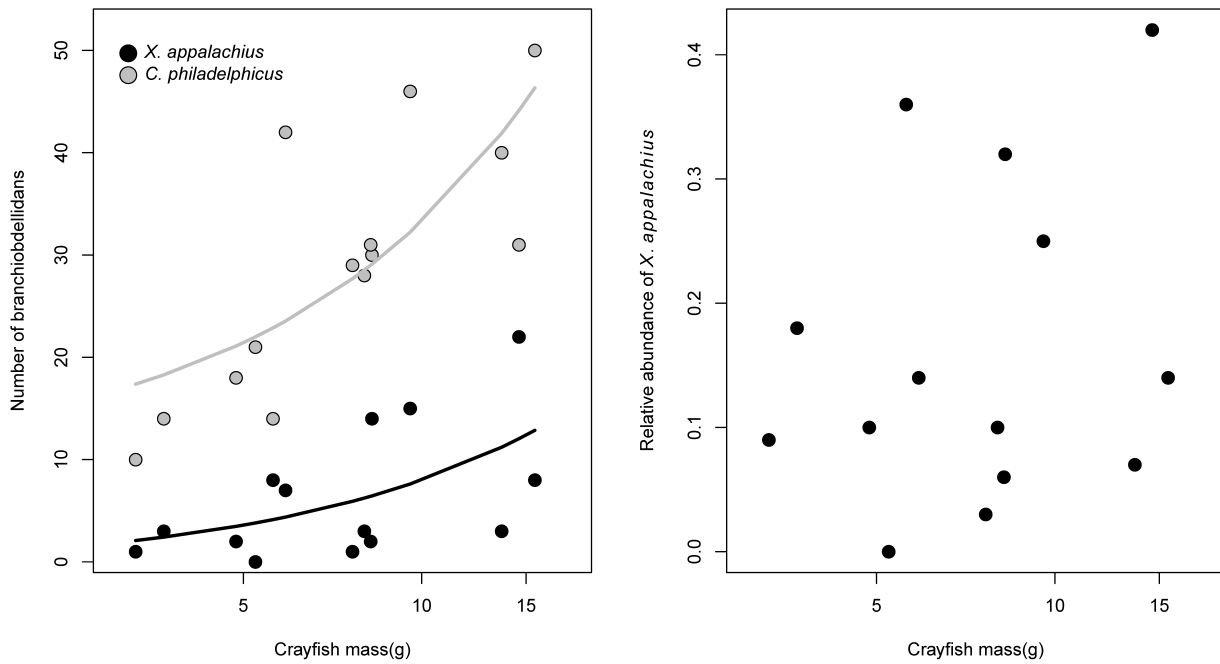 X. appalachius
C. philadelphicus
Number of branchiobdellidans
50
40
30
20
10
0
5
10
15
Crayfish mass(g)
Relative abundance of X. appalachius
0.4
0.3
0.2
0.1
0.0
5
10
15
Crayfish mass(g)